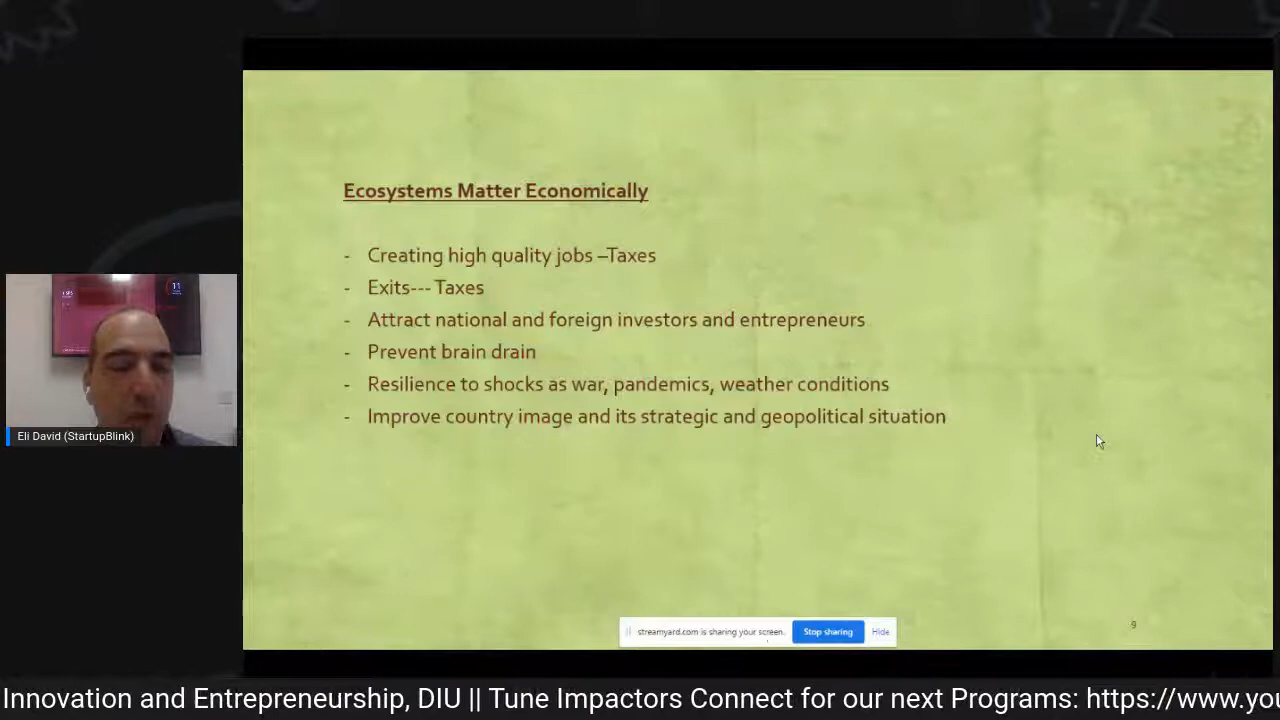 Ecosystems Matter Economically
- Creating high quality jobs –Taxes
- Exits--- Taxes
- Attract national and foreign investors and entrepreneurs
- Prevent brain drain
- Resilience to shocks as war, pandemics, weather conditions
- Improve country image and its strategic and geopolitical situation
11
Eli David (StartupBlink)
streamyard.com is sharing your screen. Stop sharing Hide
9
Innovation and Entrepreneurship, DIU || Tune Impactors Connect for our next Programs: https://www.you